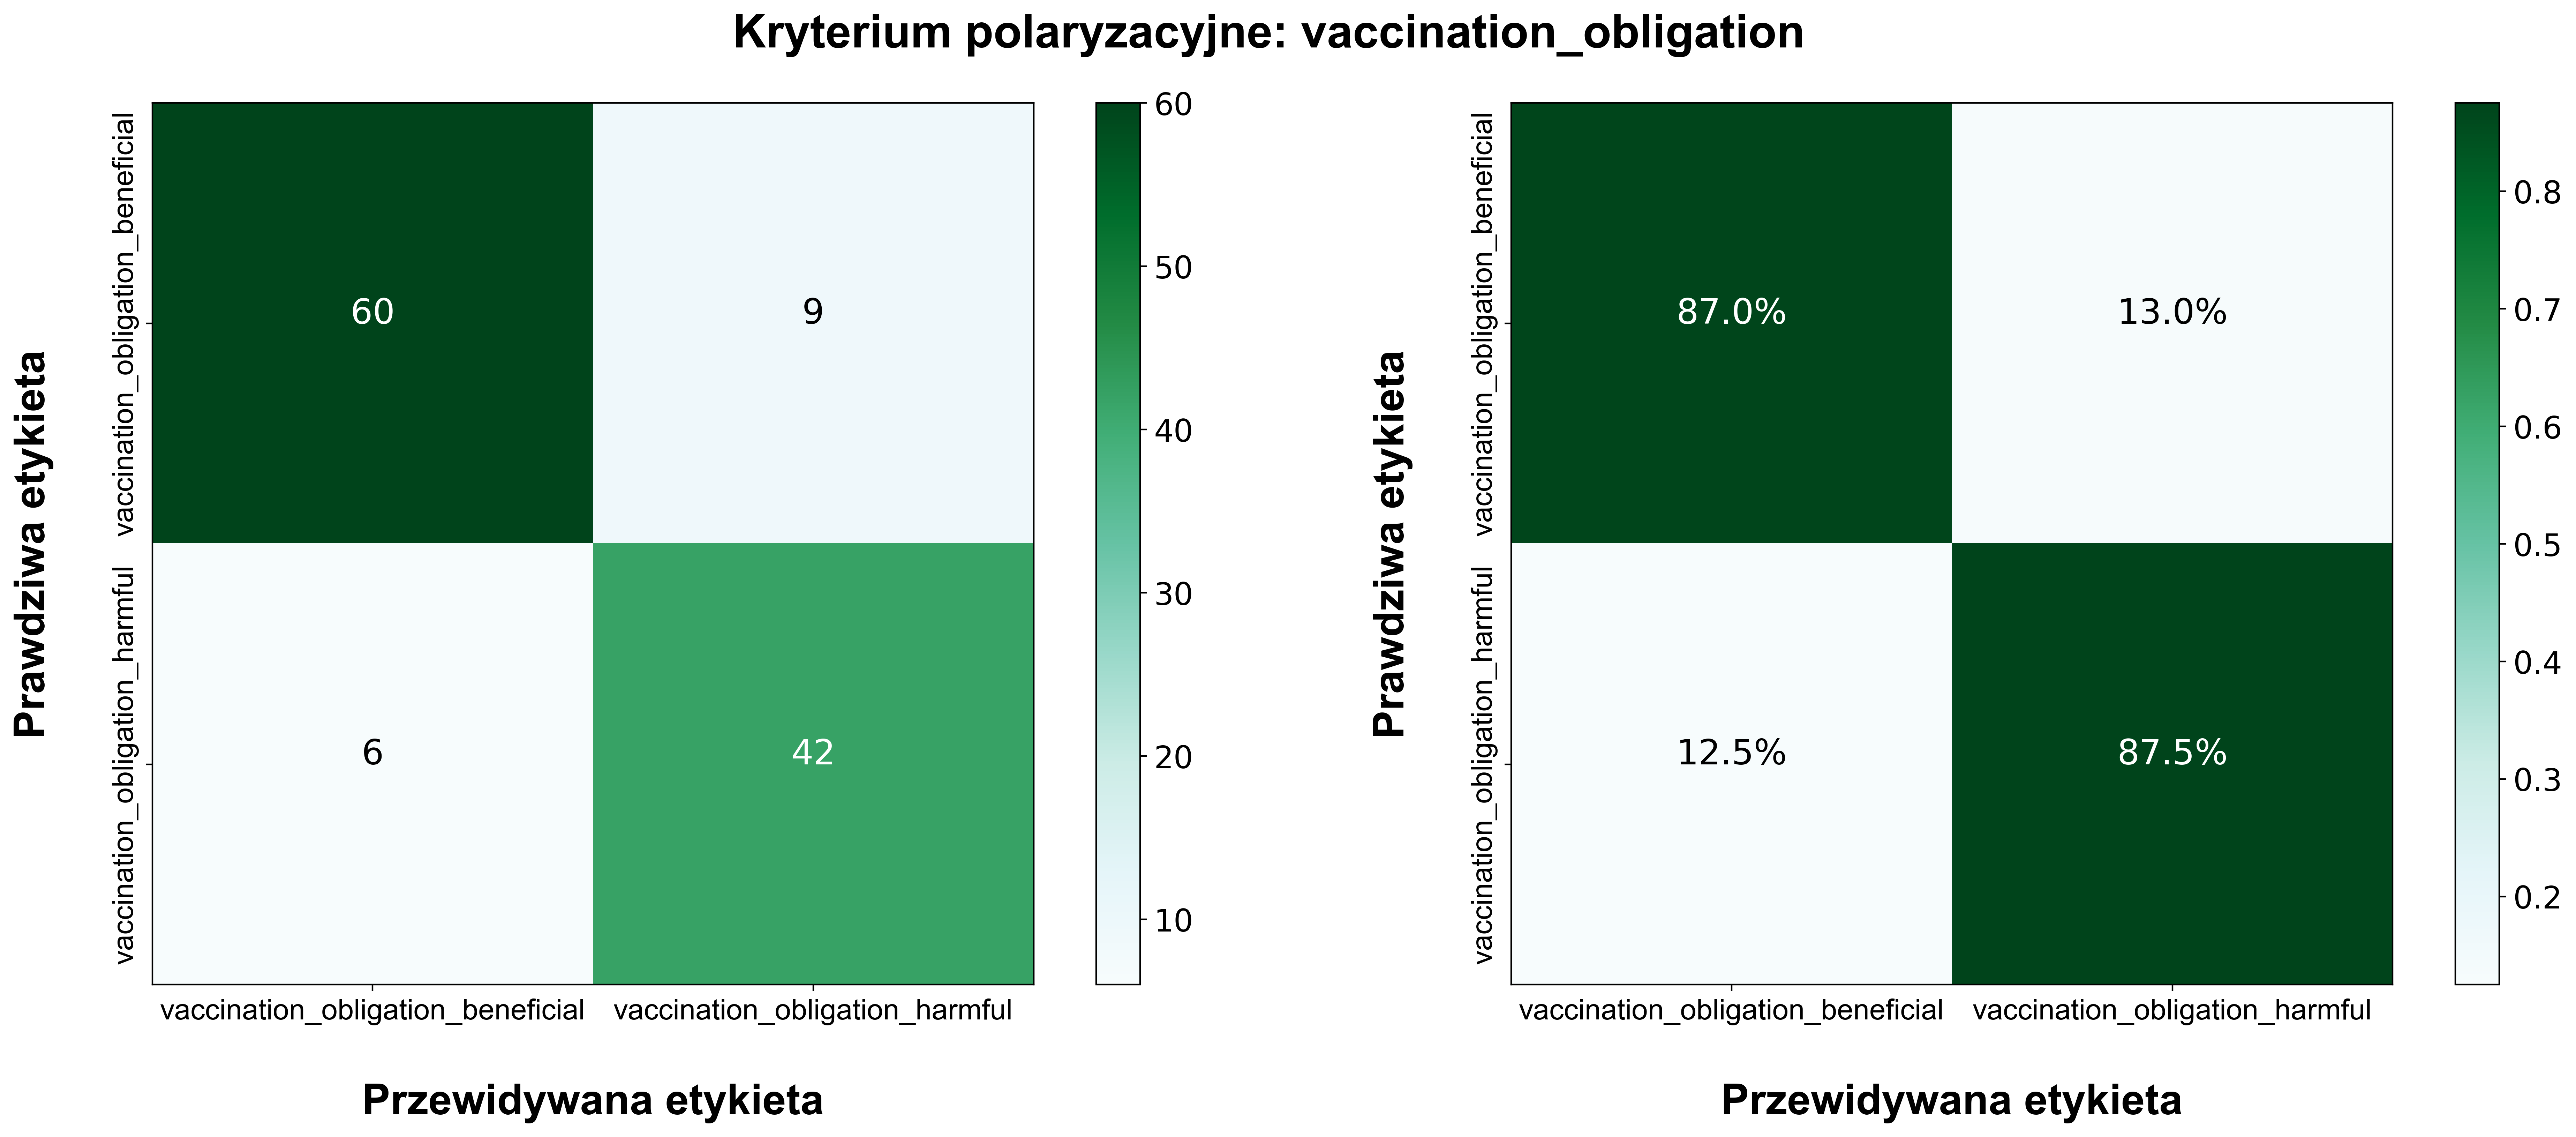 Kryterium polaryzacyjne: vaccination_obligation
Prawdziwa etykieta
vaccination_obligation_beneficial
vaccination_obligation_harmful
60
9
6
42
vaccination_obligation_beneficial
vaccination_obligation_harmful
Przewidywana etykieta
60
50
40
30
20
10
Prawdziwa etykieta
vaccination_obligation_beneficial
vaccination_obligation_harmful
87.0%
13.0%
12.5%
87.5%
vaccination_obligation_beneficial
vaccination_obligation_harmful
Przewidywana etykieta
0.8
0.7
0.6
0.5
0.4
0.3
0.2